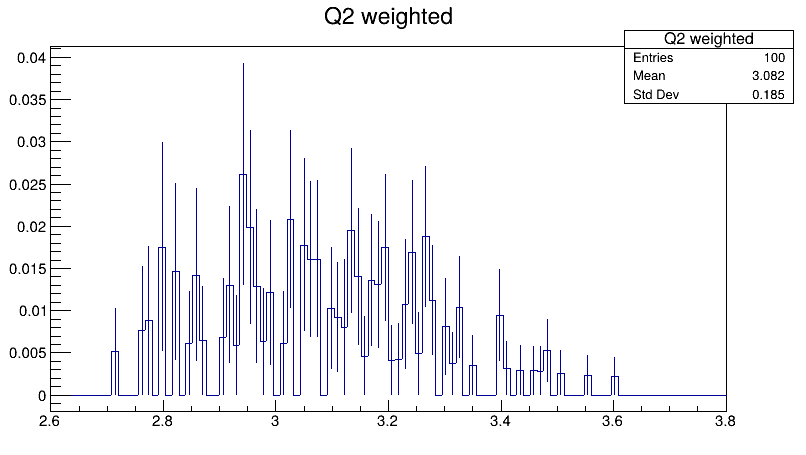 Q2 weighted
Q2 weighted
Entries 100
Mean 3.082
Std Dev 0.185
0.04
0.035
0.03
0.025
0.02
0.015
0.01
0.005
0
2.6 2.8 3 3.2 3.4 3.6 3.8